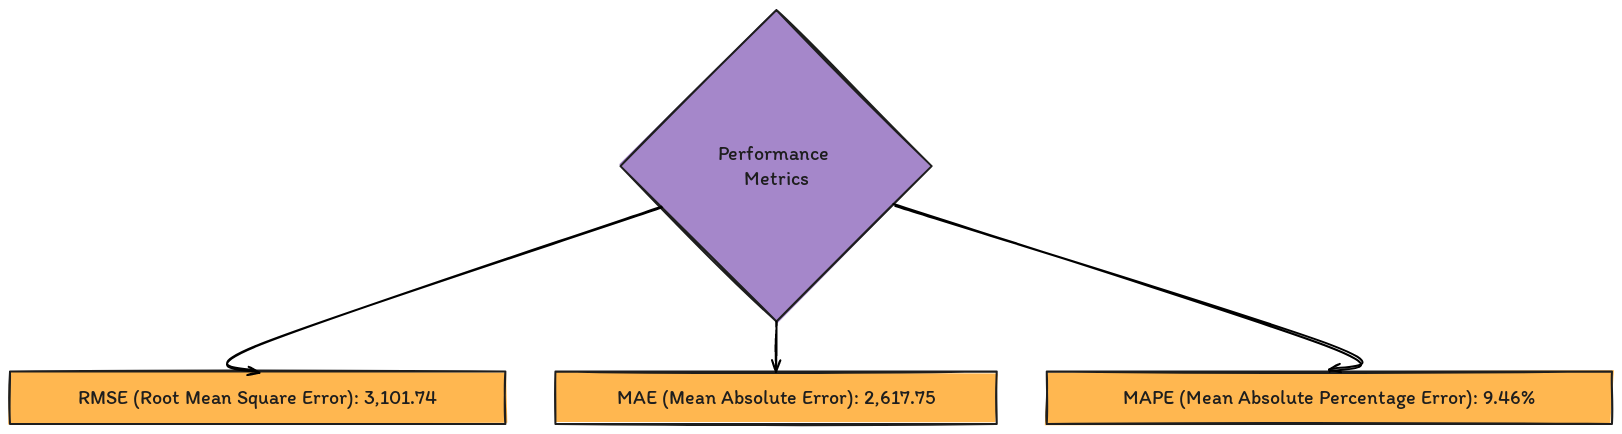 Performance
Metrics
RMSE (Root Mean Square Error): 3,101.74
MAE (Mean Absolute Error): 2,617.75
MAPE (Mean Absolute Percentage Error): 9.46%